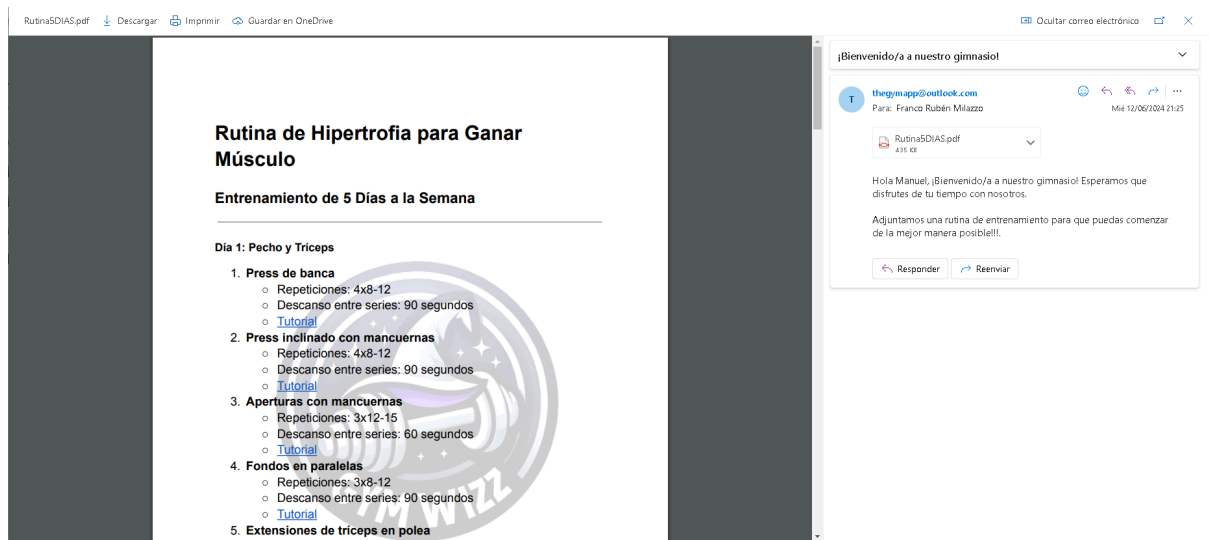 Rutina5DIAS.pdf Descargar Imprimir Guardar en OneDrive Ocultar correo electrónico
Rutina de Hipertrofia para Ganar
Músculo
Entrenamiento de 5 Días a la Semana
Día 1: Pecho y Tríceps
1. Press de banca
○ Repeticiones: 4x8-12
○ Descanso entre series: 90 segundos
○ Tutorial
2. Press inclinado con mancuernas
○ Repeticiones: 4x8-12
○ Descanso entre series: 90 segundos
○ Tutorial
3. Aperturas con mancuernas
○ Repeticiones: 3x12-15
○ Descanso entre series: 60 segundos
○ Tutorial
4. Fondos en paralelas
○ Repeticiones: 3x8-12
○ Descanso entre series: 90 segundos
○ Tutorial
5. Extensiones de tríceps en polea
GYM WIZZ
¡Bienvenido/a a nuestro gimnasio!
T
thegymapp@outlook.com
Para: Franco Rubén Milazzo
Mié 12/06/2024 21:25
Rutina5DIAS.pdf
435 KB
Hola Manuel, ¡Bienvenido/a a nuestro gimnasio! Esperamos que
disfrutes de tu tiempo con nosotros.
Adjuntamos una rutina de entrenamiento para que puedas comenzar
de la mejor manera posible!!!.
Responder Reenviar